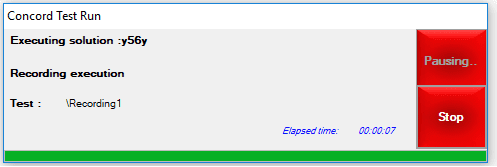 Concord Test Run
Executing solution :y56y
Pausing..
Recording execution
Test : \Recording1
Stop
Elapsed time: 00:00:07